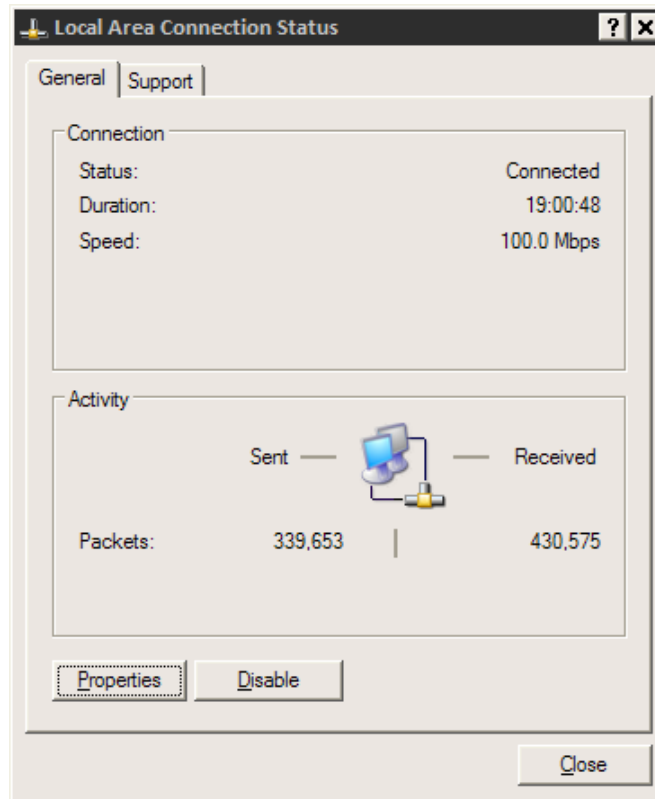 Local Area Connection Status ? X
General Support
Connection
Status: Connected
Duration: 19:00:48
Speed: 100.0 Mbps
Activity
Sent — — Received
Packets: 339,653 | 430,575
Properties Disable
Close